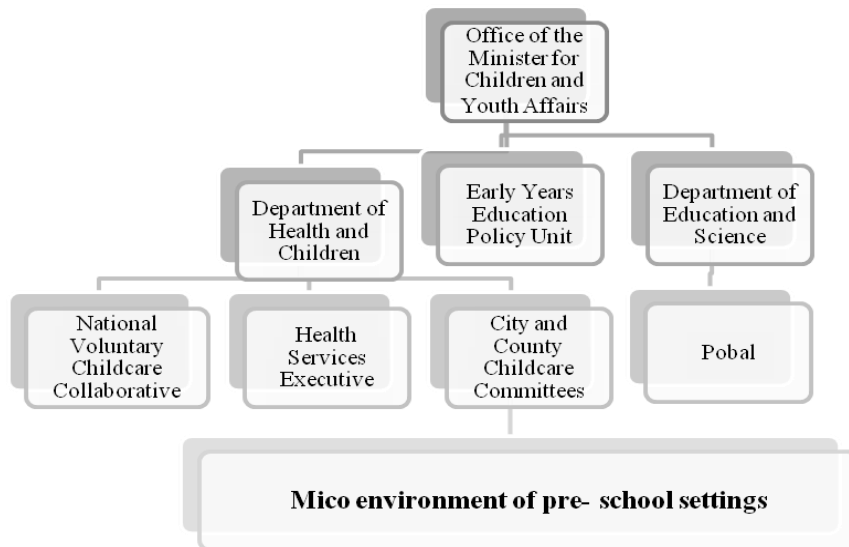 Office of the
Minister for
Children and
Youth Affairs
Department of
Health and
Children
Early Years
Education
Policy Unit
Department of
Education and
Science
National
Voluntary
Childcare
Collaborative
Health
Services
Executive
City and
County
Childcare
Committees
Pobal
Mico environment of pre- school settings